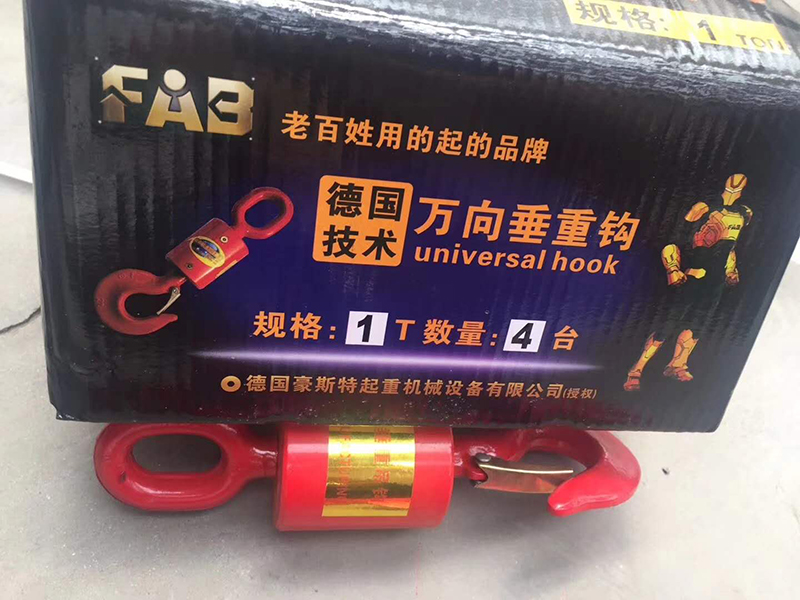 规格: 1 TON
FAB
老百姓用的起的品牌
德国技术
万向垂重钩
universal hook
规格: 1 T 数量: 4 台
德国豪斯特起重机械设备有限公司(授权)
FAB